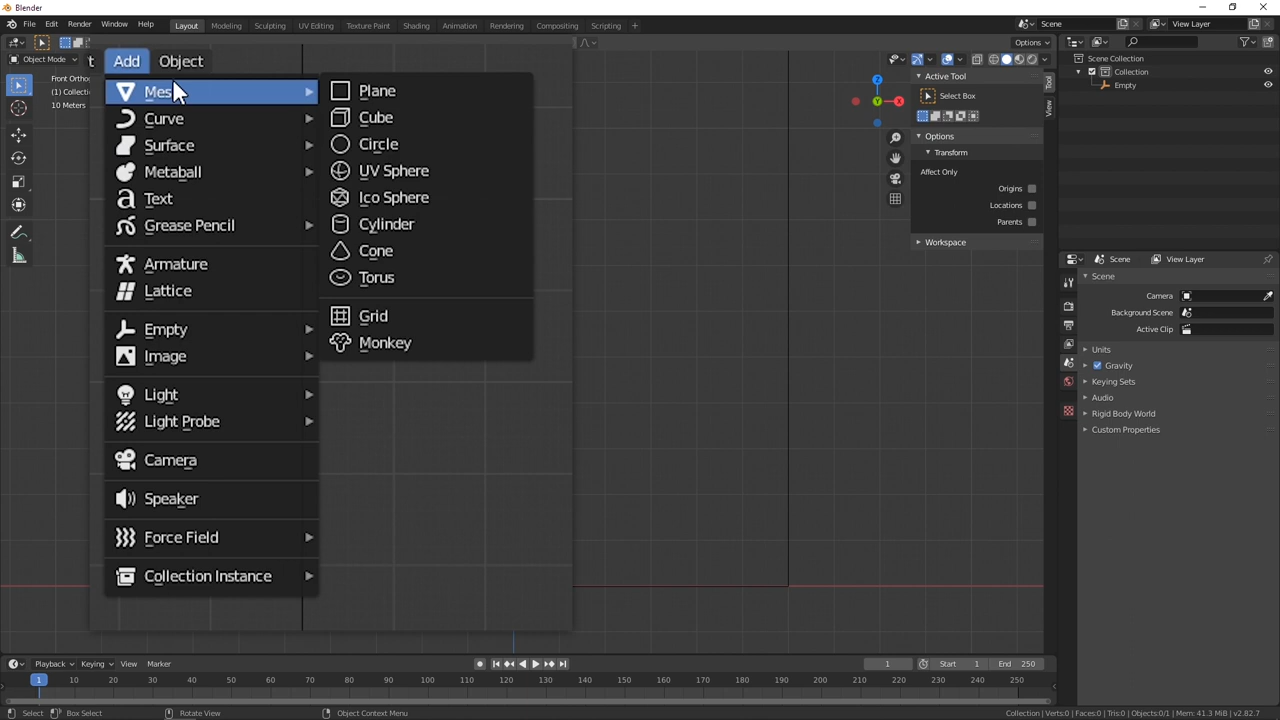 Blender
File Edit Render Window Help Layout Modeling Sculpting UV Editing Texture Paint Shading Animation Rendering Compositing Scripting + Scene View Layer
Options
Object Mode t Add Object
Front Ortho
(1) Collecti
10 Meters
Mes
Curve
Surface
Metaball
Text
Grease Pencil
Armature
Lattice
Empty
Image
Light
Light Probe
Camera
Speaker
Force Field
Collection Instance
Plane
Cube
Circle
UV Sphere
Ico Sphere
Cylinder
Cone
Torus
Grid
Monkey
Z
X
Y
Active Tool
Select Box
Options
Transform
Affect Only
Origins
Locations
Parents
Workspace
Tool
View
Scene Collection
Collection
Empty
Scene View Layer
Scene
Camera
Background Scene
Active Clip
Units
Gravity
Keying Sets
Audio
Rigid Body World
Custom Properties
Playback Keying View Marker 1 Start 1 End 250
1 10 20 30 40 50 60 70 80 90 100 110 120 130 140 150 160 170 180 190 200 210 220 230 240 250
Select Box Select Rotate View Object Context Menu Collection | Verts:0 | Faces:0 | Tris:0 | Objects:0/1 | Mem: 41.3 MiB | v2.82.7